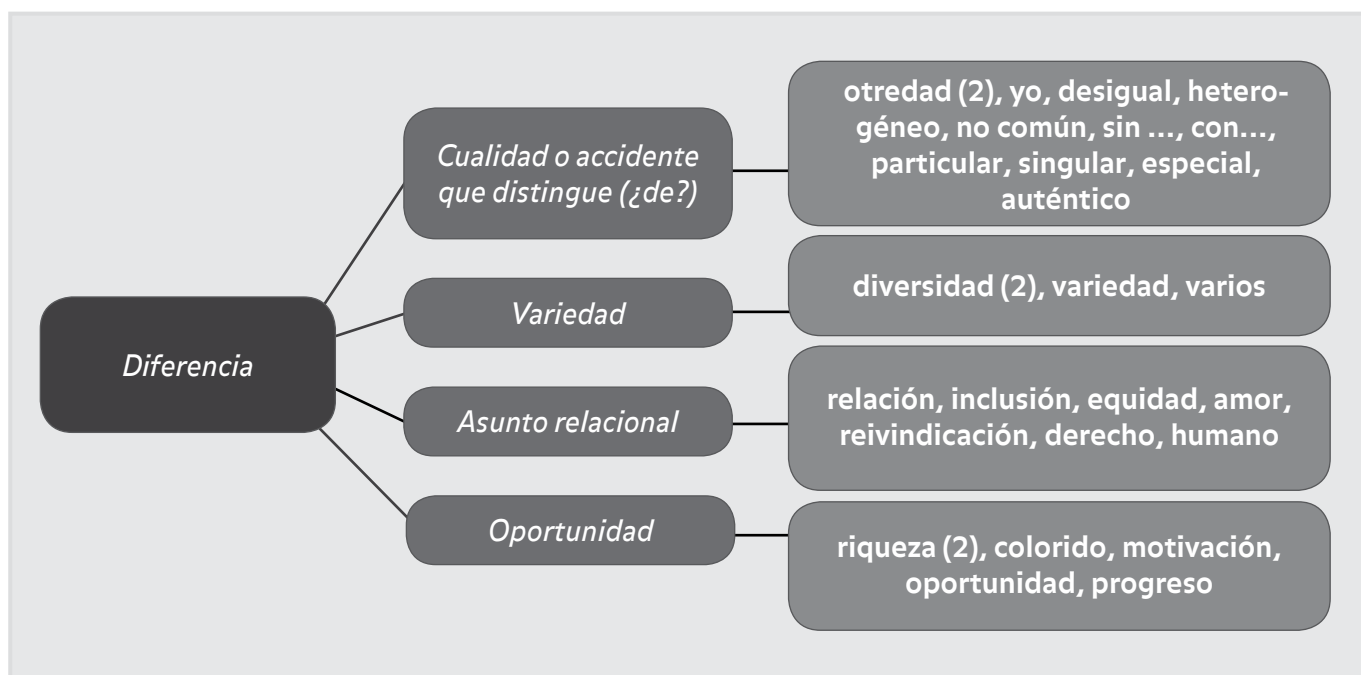 Diferencia
Cualidad o accidente
que distingue (¿de?)
otredad (2), yo, desigual, hetero-
géneo, no común, sin ..., con...,
particular, singular, especial,
auténtico
Variedad
diversidad (2), variedad, varios
Asunto relacional
relación, inclusión, equidad, amor,
reivindicación, derecho, humano
Oportunidad
riqueza (2), colorido, motivación,
oportunidad, progreso